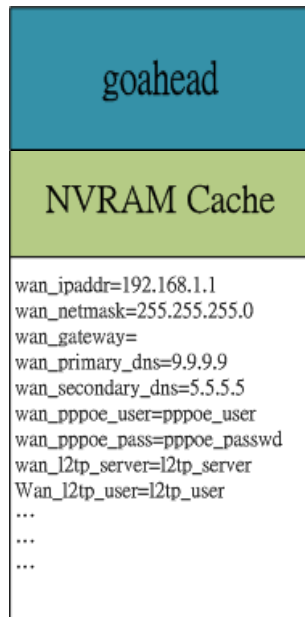 goahead
NVRAM Cache
wan_ipaddr=192.168.1.1
wan_netmask=255.255.255.0
wan_gateway=
wan_primary_dns=9.9.9.9
wan_secondary_dns=5.5.5.5
wan_pppoe_user=pppoe_user
wan_pppoe_pass=pppoe_passwd
wan_l2tp_server=l2tp_server
Wan_l2tp_user=l2tp_user
...
...
...